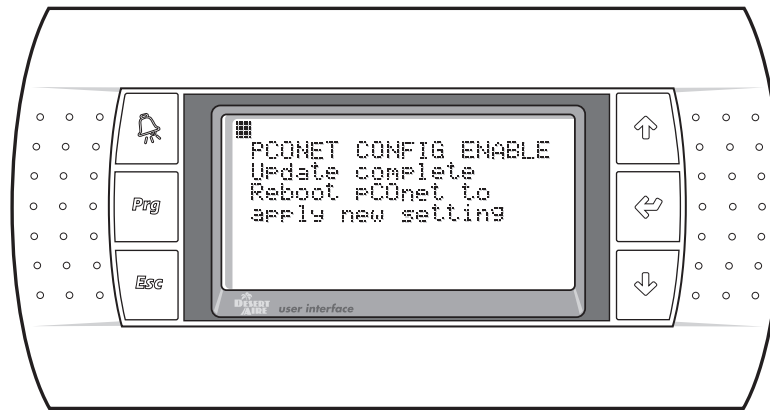 PCONET CONFIG ENABLE
Update complete
Reboot pCOnet to
apply new setting
Prg
Esc
DESERT
AIRE
user interface